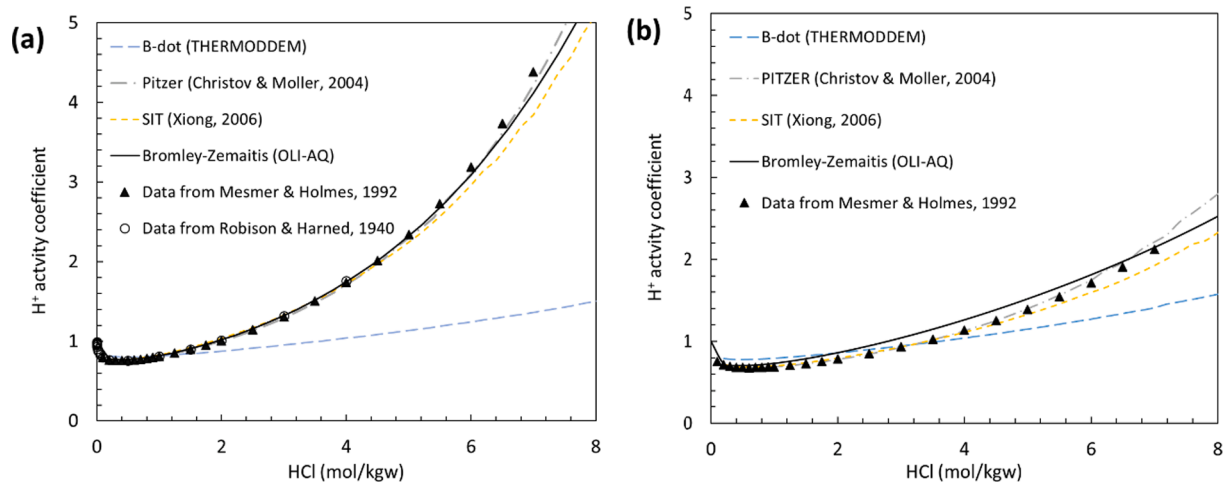 (a)
5
4
3
2
1
0
H⁺ actvity coefficient
B-dot (THERMODDEM)
Pitzer (Christov & Moller, 2004)
SIT (Xiong, 2006)
Bromley-Zemaitis (OLI-AQ)
Data from Mesmer & Holmes, 1992
Data from Robison & Harned, 1940
0 2 4 6 8
HCl (mol/kgw)
(b)
5
4
3
2
1
0
H⁺ actvity coefficient
B-dot (THERMODDEM)
PITZER (Christov & Moller, 2004)
SIT (Xiong, 2006)
Bromley-Zemaitis (OLI-AQ)
Data from Mesmer & Holmes, 1992
0 2 4 6 8
HCl (mol/kgw)